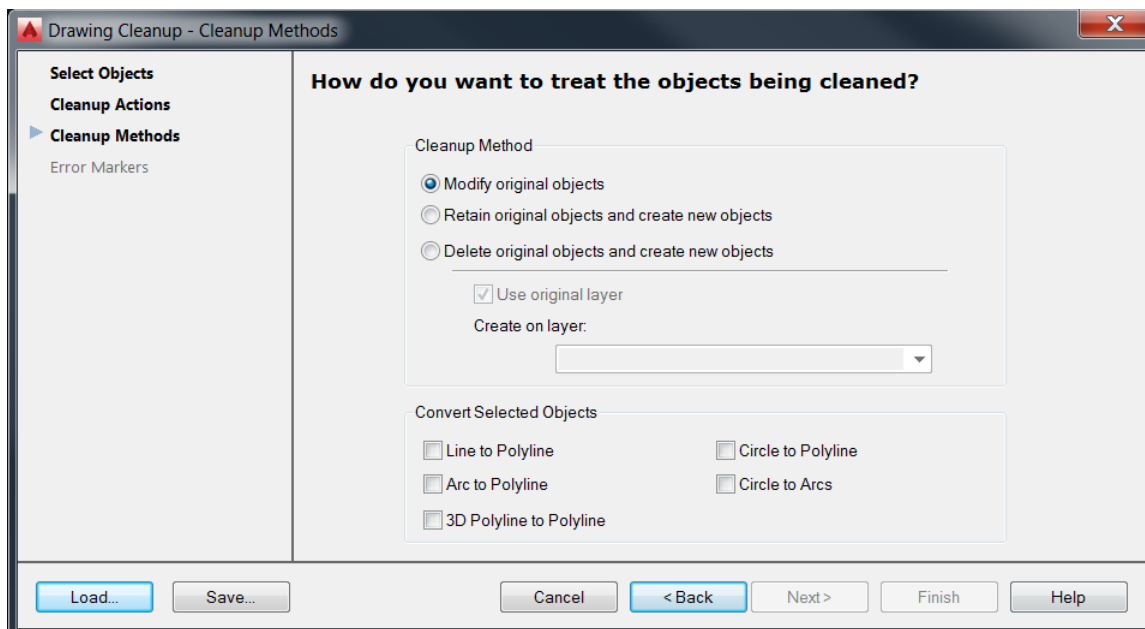 Drawing Cleanup - Cleanup Methods
Select Objects
Cleanup Actions
Cleanup Methods
Error Markers
How do you want to treat the objects being cleaned?
Cleanup Method
Modify original objects
Retain original objects and create new objects
Delete original objects and create new objects
Use original layer
Create on layer:
Convert Selected Objects
Line to Polyline
Circle to Polyline
Arc to Polyline
Circle to Arcs
3D Polyline to Polyline
Load... Save... Cancel < Back Next > Finish Help